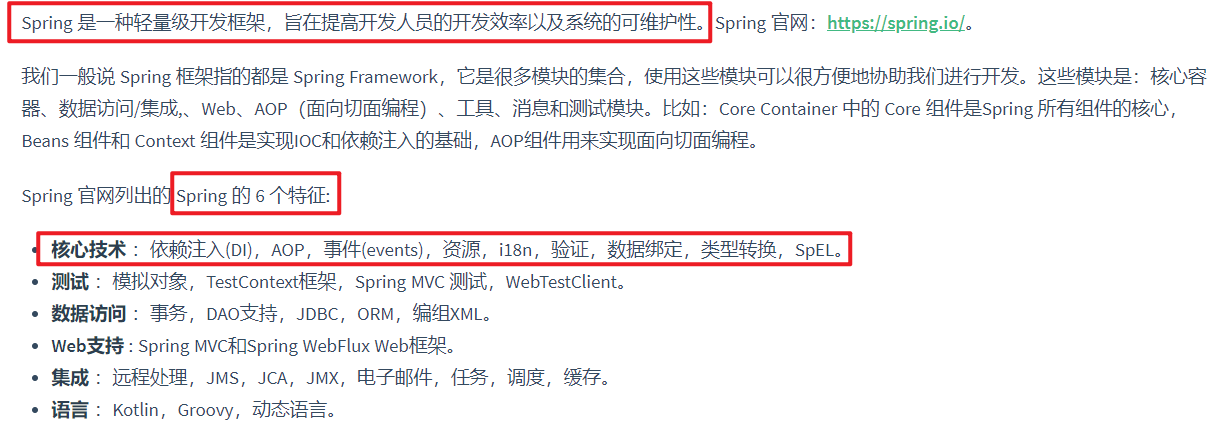 Spring 是一种轻量级开发框架，旨在提高开发人员的开发效率以及系统的可维护性。Spring 官网：https://spring.io/。
我们一般说 Spring 框架指的都是 Spring Framework，它是很多模块的集合，使用这些模块可以很方便地协助我们进行开发。这些模块是：核心容
器、数据访问/集成,、Web、AOP（面向切面编程）、工具、消息和测试模块。比如：Core Container 中的 Core 组件是Spring 所有组件的核心，
Beans 组件和 Context 组件是实现IOC和依赖注入的基础，AOP组件用来实现面向切面编程。
Spring 官网列出的 Spring 的 6 个特征:
• 核心技术 ：依赖注入(DI)，AOP，事件(events)，资源，i18n，验证，数据绑定，类型转换，SpEL。
• 测试 ：模拟对象，TestContext框架，Spring MVC 测试，WebTestClient。
• 数据访问 ：事务，DAO支持，JDBC，ORM，编组XML。
• Web支持 : Spring MVC和Spring WebFlux Web框架。
• 集成 ：远程处理，JMS，JCA，JMX，电子邮件，任务，调度，缓存。
• 语言 ：Kotlin，Groovy，动态语言。